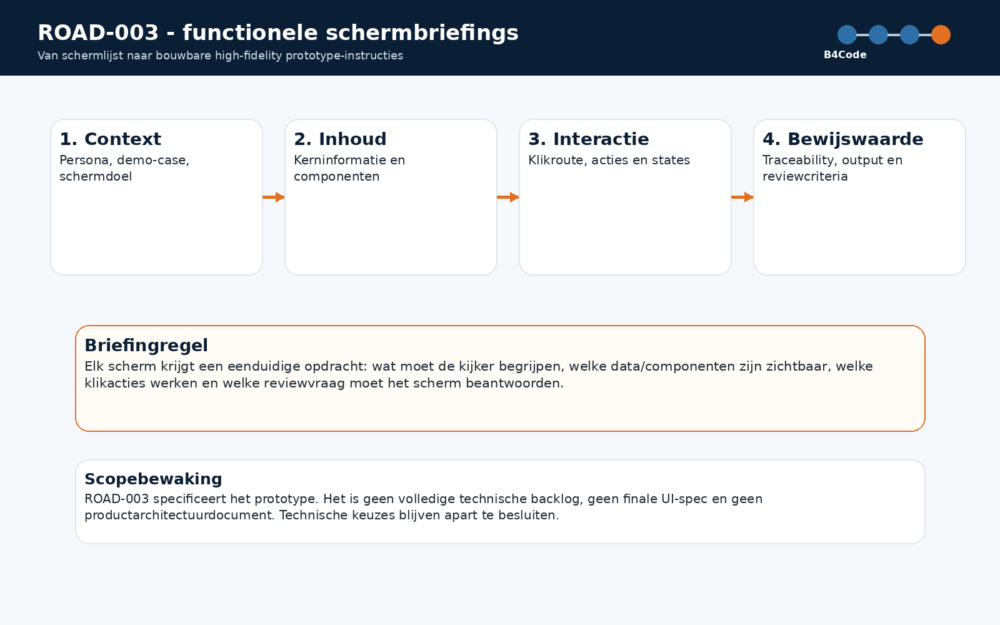 ROAD-003 - functionele schermbriefings
Van schermlijst naar bouwbare high-fidelity prototype-instructies
B4Code
1. Context
Persona, demo-case,
schermdoel
2. Inhoud
Kerninformatie en
componenten
3. Interactie
Klikroute, acties en states
4. Bewijswaarde
Traceability, output en
reviewcriteria
Briefingregel
Elk scherm krijgt een eenduidige opdracht: wat moet de kijker begrijpen, welke data/componenten zijn zichtbaar, welke
klikacties werken en welke reviewvraag moet het scherm beantwoorden.
Scopebewaking
ROAD-003 specificeert het prototype. Het is geen volledige technische backlog, geen finale UI-spec en geen
productarchitectuurdocument. Technische keuzes blijven apart te besluiten.